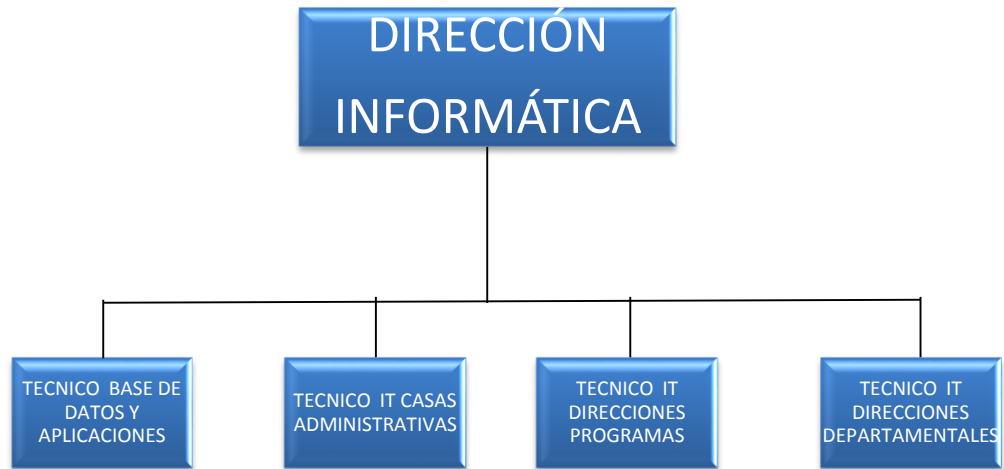 DIRECCIÓN
INFORMÁTICA
TECNICO BASE DE
DATOS Y
APLICACIONES
TECNICO IT CASAS
ADMINISTRATIVAS
TECNICO IT
DIRECCIONES
PROGRAMAS
TECNICO IT
DIRECCIONES
DEPARTAMENTALES